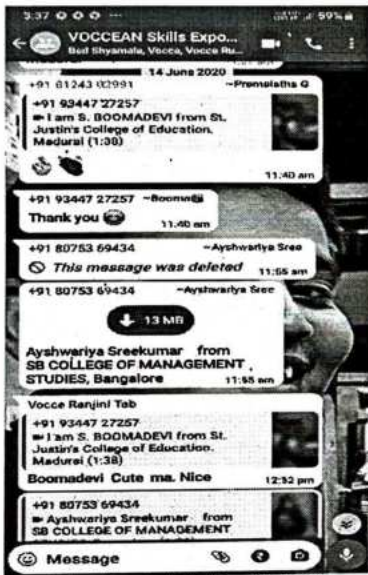 3:37
59%
VOCCEAN Skills Expo...
Bed Shyamala, Vocce, Vocce Ru...
14 June 2020
+91 81243 02991 ~Premalatha G
+91 93447 27257
I am S. BOOMADEVI from St.
Justin's College of Education,
Madurai (1:38)
11:40 am
+91 93447 27257 ~Booma
Thank you
11:40 am
+91 80753 69434 ~Ayshwariya Sree
This message was deleted 11:55 am
+91 80753 69434 ~Ayshwariya Sree
13 MB
Ayshwariya Sreekumar from
SB COLLEGE OF MANAGEMENT
STUDIES, Bangalore
11:55 am
Vocce Ranjini Tab
+91 93447 27257
I am S. BOOMADEVI from St.
Justin's College of Education,
Madurai (1:38)
Boomadevi Cute ma. Nice
12:52 pm
+91 80753 69434
Ayshwariya Sreekumar from
SB COLLEGE OF MANAGEMENT
Message